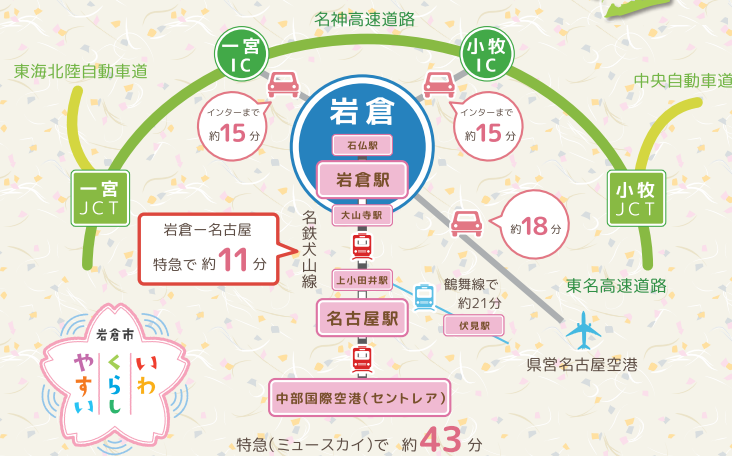 名神高速道路
一宮
IC
小牧
IC
東海北陸自動車道
中央自動車道
インターまで
約15分
岩倉
インターまで
約15分
石仏駅
岩倉駅
一宮
JCT
小牧
JCT
大山寺駅
岩倉ー名古屋
特急で 約11分
名鉄犬山線
約18分
上小田井駅
鶴舞線で
約21分
東名高速道路
名古屋駅
伏見駅
岩倉市
いわ
くらし
やすい
県営名古屋空港
中部国際空港(セントレア)
特急(ミュースカイ)で 約43分